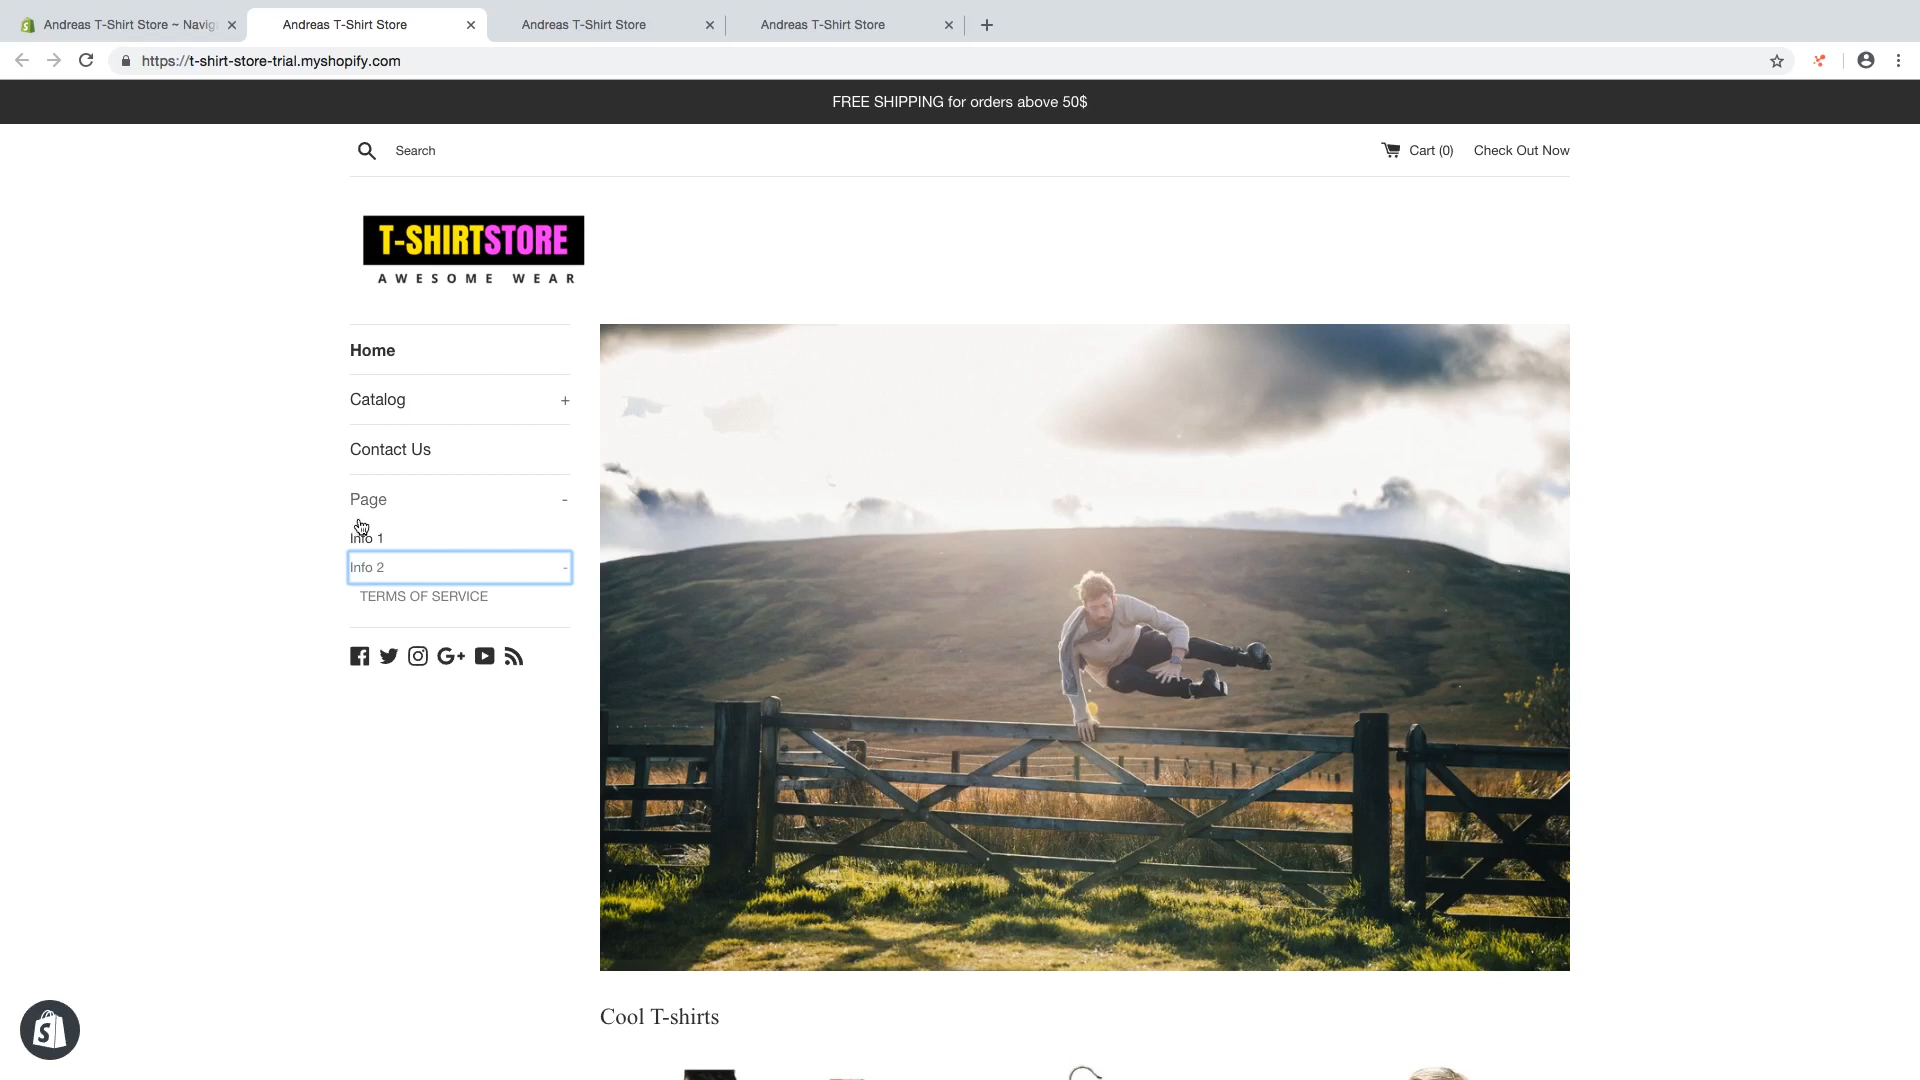 Andreas T-Shirt Store ~ Navig
Andreas T-Shirt Store
Andreas T-Shirt Store
Andreas T-Shirt Store
https://t-shirt-store-trial.myshopify.com
FREE SHIPPING for orders above 50$
Search
Cart (0)
Check Out Now
T-SHIRTSTORE
AWESOME WEAR
Home
Catalog +
Contact Us
Page -
Info 1
Info 2 -
TERMS OF SERVICE
Cool T-shirts